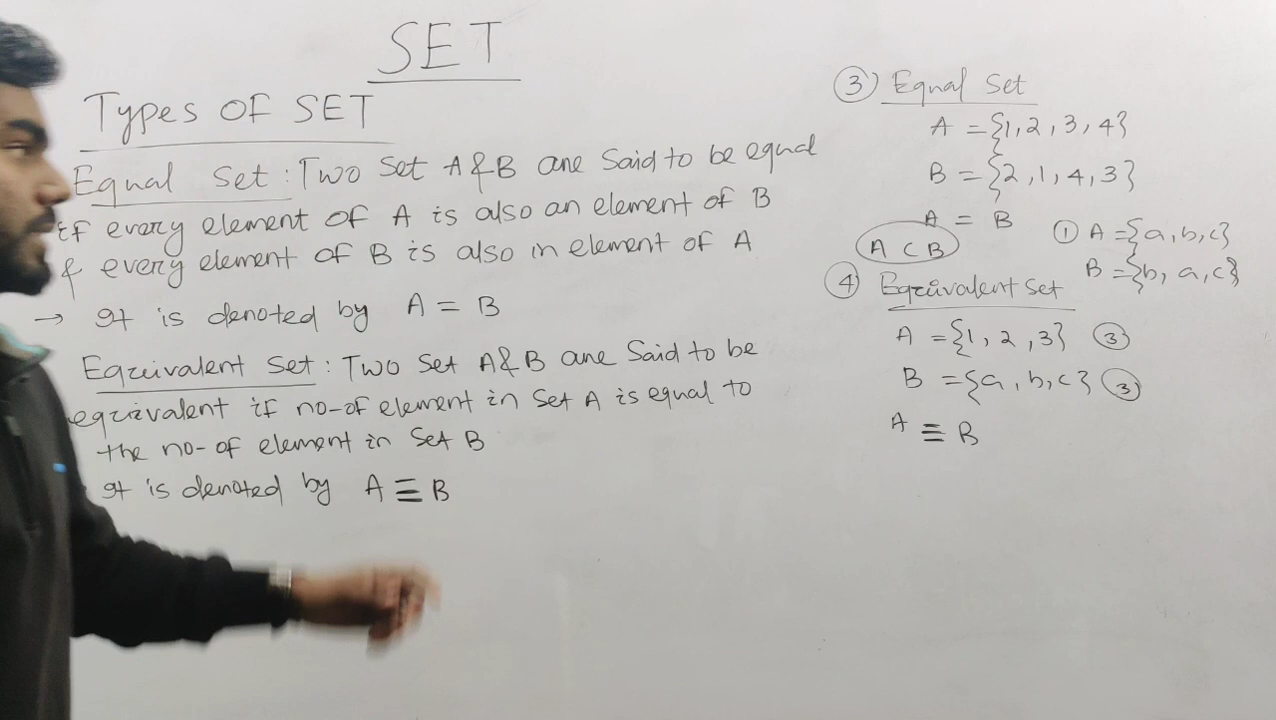 SET
Types OF SET
Equal Set : Two Set A & B are Said to be equal
if every element of A is also an element of B
& every element of B is also in element of A
→ It is denoted by A = B
Equivalent Set : Two Set A & B are Said to be
equivalent if no-of element in Set A is equal to
the no-of element in Set B
It is denoted by A ≡ B
③ Equal Set
A = {1, 2, 3, 4}
B = {2, 1, 4, 3}
A = B
A ⊂ B
① A = {a, b, c}
B = {b, a, c}
④ Equivalent Set
A = {1, 2, 3} ③
B = {a, b, c} ③
A ≡ B